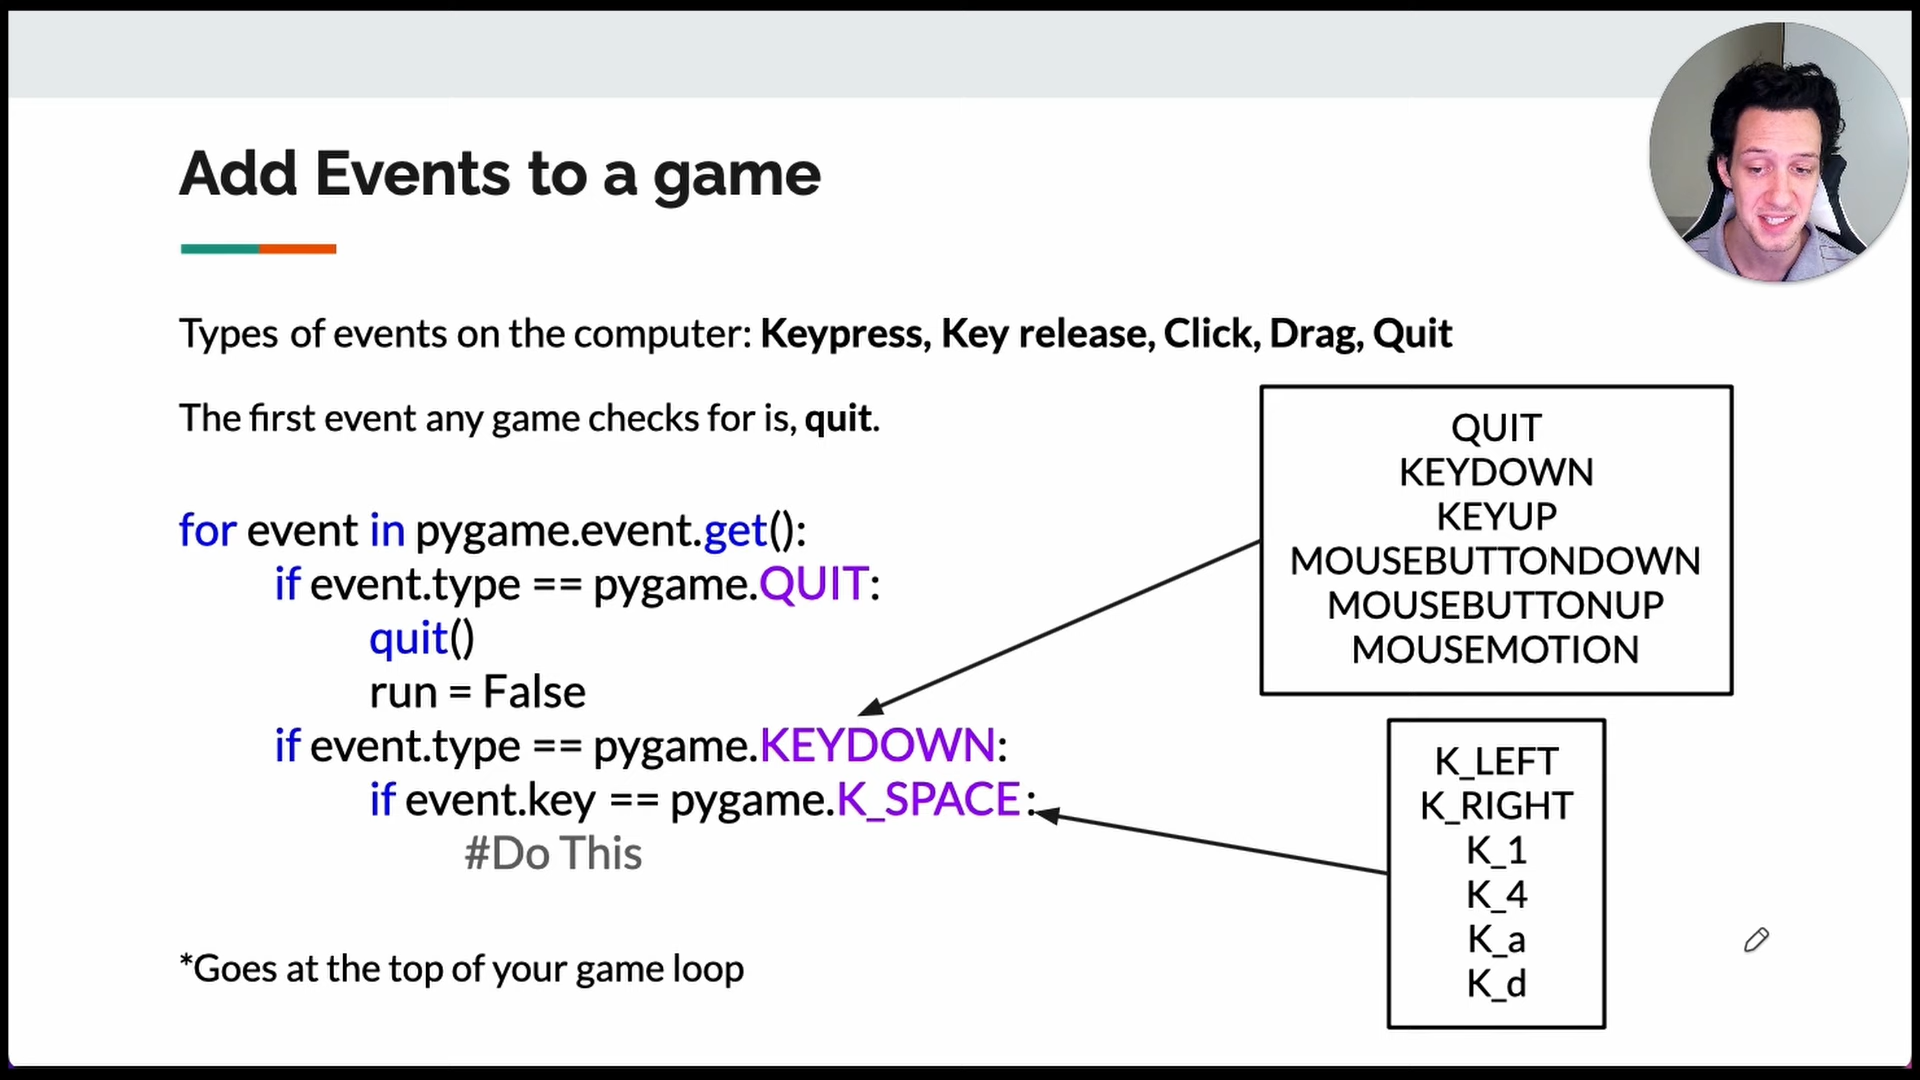 Add Events to a game
Types of events on the computer: Keypress, Key release, Click, Drag, Quit
The first event any game checks for is, quit.
for event in pygame.event.get():
if event.type == pygame.QUIT:
quit()
run = False
if event.type == pygame.KEYDOWN:
if event.key == pygame.K_SPACE:
#Do This
*Goes at the top of your game loop
QUIT
KEYDOWN
KEYUP
MOUSEBUTTONDOWN
MOUSEBUTTONUP
MOUSEMOTION
K_LEFT
K_RIGHT
K_1
K_4
K_a
K_d